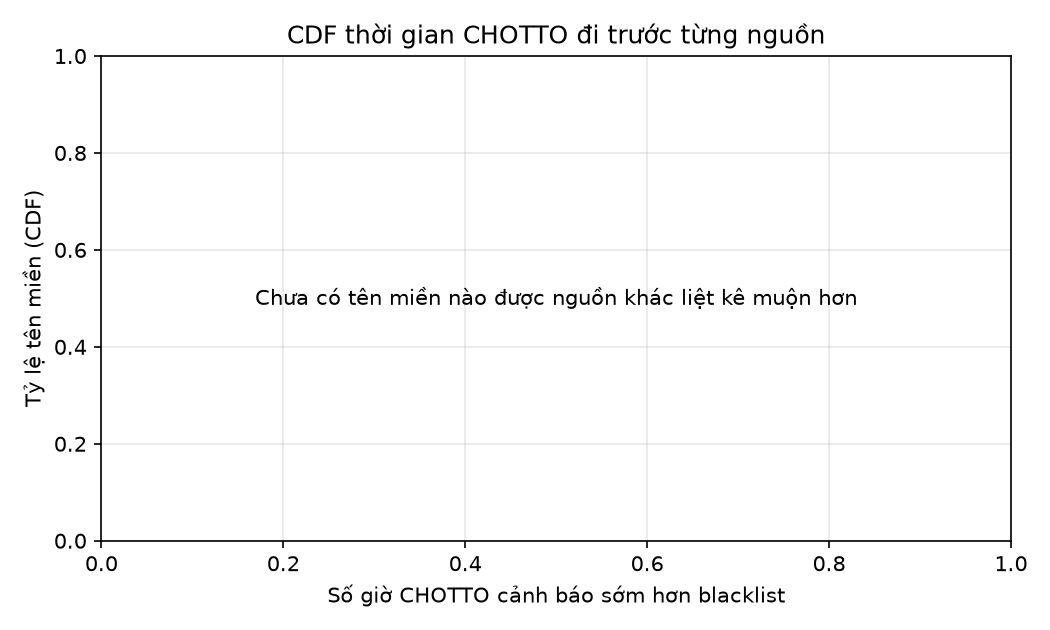 CDF thời gian CHOTTO đi trước từng nguồn
1.0
0.8
0.6
0.4
0.2
0.0
Tỷ lệ tên miền (CDF)
Chưa có tên miền nào được nguồn khác liệt kê muộn hơn
0.0 0.2 0.4 0.6 0.8 1.0
Số giờ CHOTTO cảnh báo sớm hơn blacklist